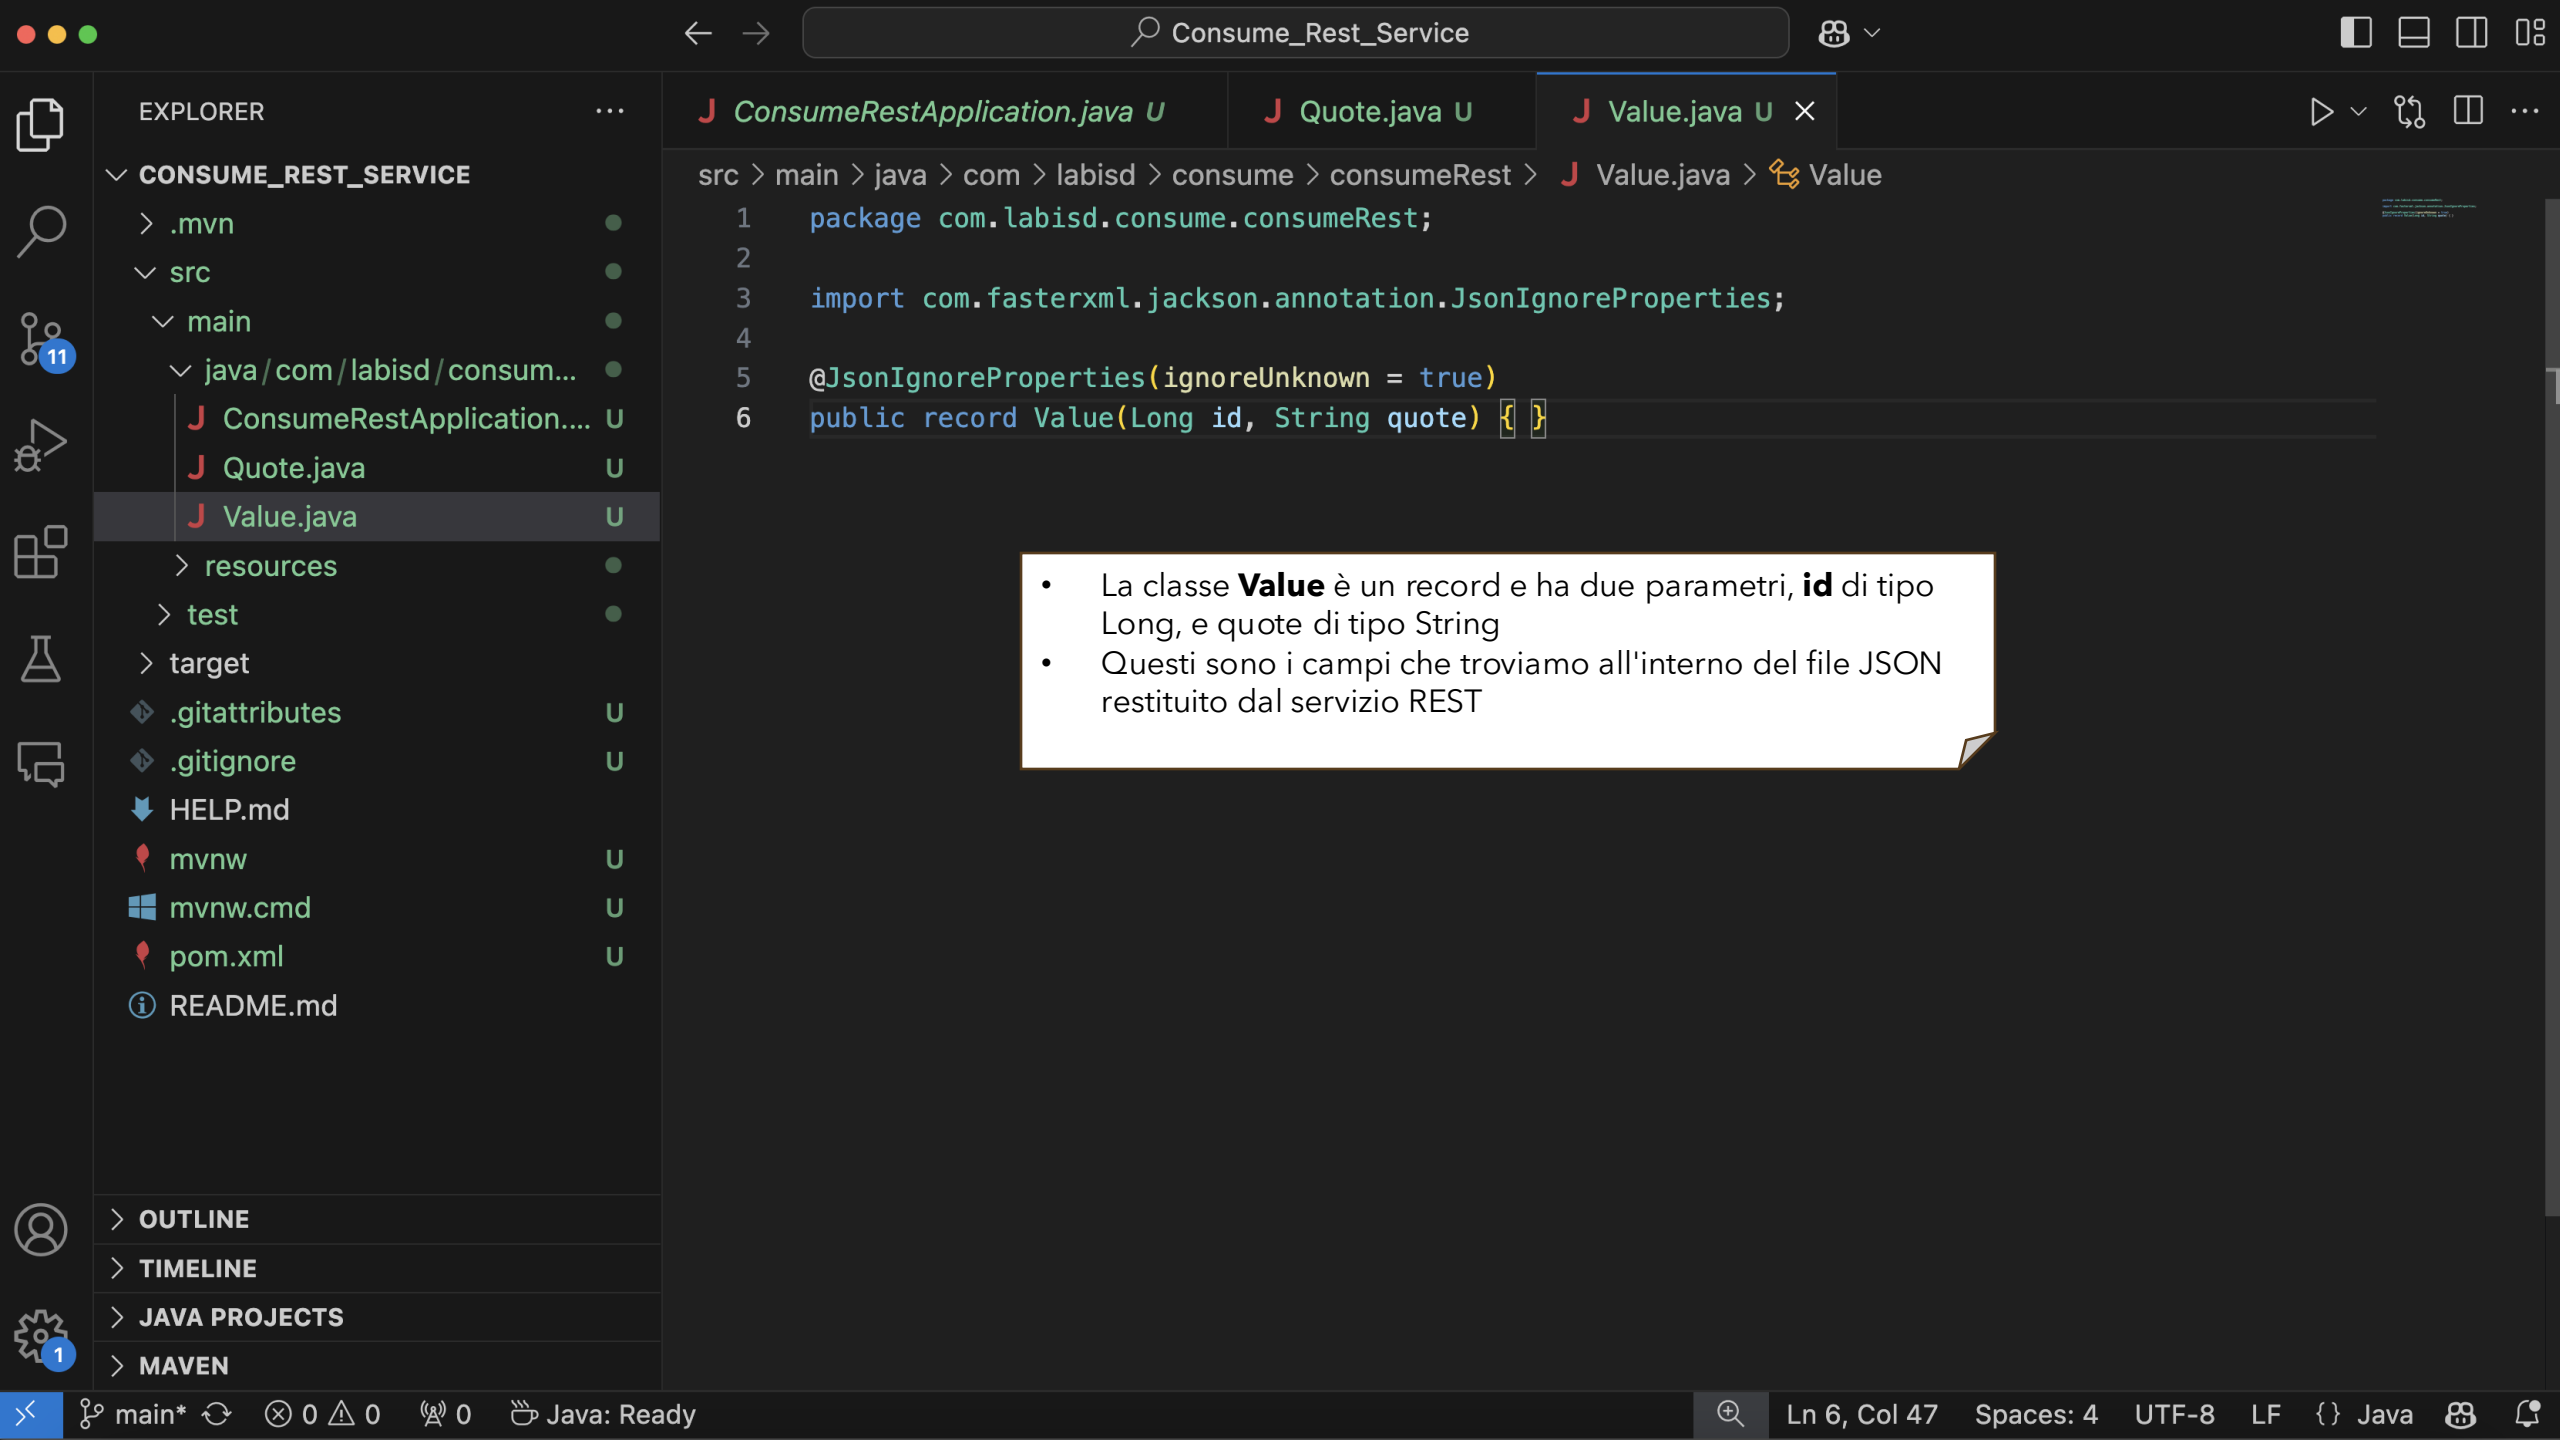 Consume_Rest_Service
EXPLORER
ConsumeRestApplication.java U
Quote.java U
Value.java U
CONSUME_REST_SERVICE
src > main > java > com > labisd > consume > consumeRest > Value.java > Value
.mvn
src
main
java/com/labisd/consum...
ConsumeRestApplication.... U
Quote.java U
Value.java U
resources
test
target
.gitattributes U
.gitignore U
HELP.md
mvnw U
mvnw.cmd U
pom.xml U
README.md
11
1 package com.labisd.consume.consumeRest;
2
3 import com.fasterxml.jackson.annotation.JsonIgnoreProperties;
4
5 @JsonIgnoreProperties(ignoreUnknown = true)
6 public record Value(Long id, String quote) { }
• La classe Value è un record e ha due parametri, id di tipo
Long, e quote di tipo String
• Questi sono i campi che troviamo all'interno del file JSON
restituito dal servizio REST
OUTLINE
TIMELINE
JAVA PROJECTS
MAVEN
1
main* 0 0 0 Java: Ready Ln 6, Col 47 Spaces: 4 UTF-8 LF {} Java